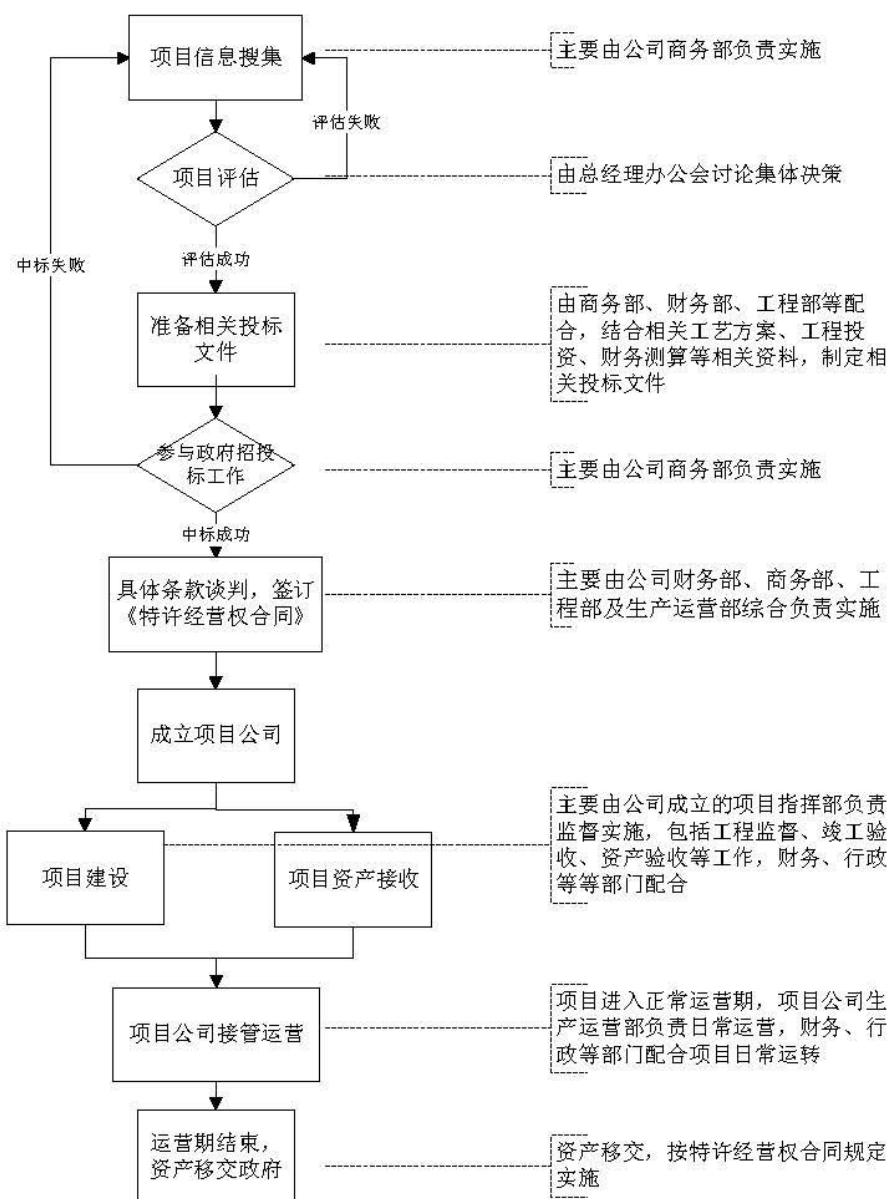 项目信息搜集
主要由公司商务部负责实施
评估失败
项目评估
由总经理办公会讨论集体决策
中标失败
评估成功
准备相关投标
文件
由商务部、财务部、工程部等配
合，结合相关工艺方案、工程投
资、财务测算等相关资料，制定相
关投标文件
参与政府招投
标工作
主要由公司商务部负责实施
中标成功
具体条款谈判，签订
《特许经营权合同》
主要由公司财务部、商务部、工
程部及生产运营部综合负责实施
成立项目公司
主要由公司成立的项目指挥部负责
监督实施，包括工程监督、竣工验
收、资产验收等工作，财务、行政
等等部门配合
项目建设
项目资产接收
项目公司接管运营
项目进入正常运营期，项目公司生
产运营部负责日常运营，财务、行
政等部门配合项目日常运转
运营期结束，
资产移交政府
资产移交，按特许经营权合同规定
实施